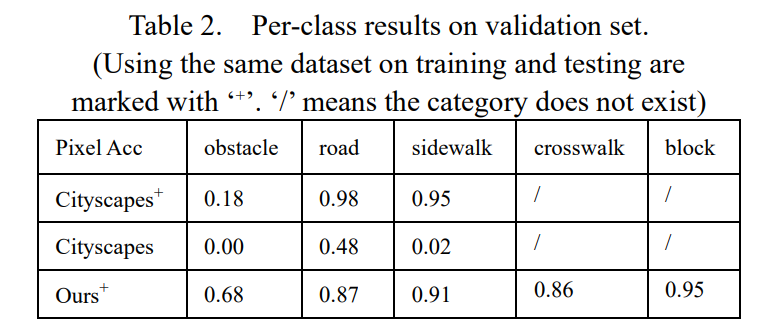 Table 2. Per-class results on validation set.
(Using the same dataset on training and testing are
marked with ‘⁺’. ‘/’ means the category does not exist)
Pixel Acc obstacle road sidewalk crosswalk block
Cityscapes⁺ 0.18 0.98 0.95 / /
Cityscapes 0.00 0.48 0.02 / /
Ours⁺ 0.68 0.87 0.91 0.86 0.95